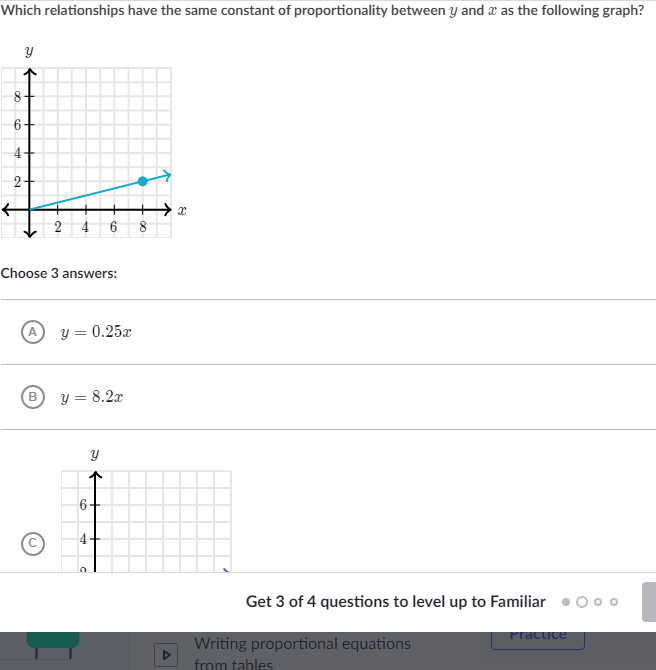 Which relationships have the same constant of proportionality between y and x as the following graph?
y
8
6
4
2
x
2 4 6 8
Choose 3 answers:
A y = 0.25x
B y = 8.2x
y
6
4
C
2
Get 3 of 4 questions to level up to Familiar
Writing proportional equations
from tables
Practice